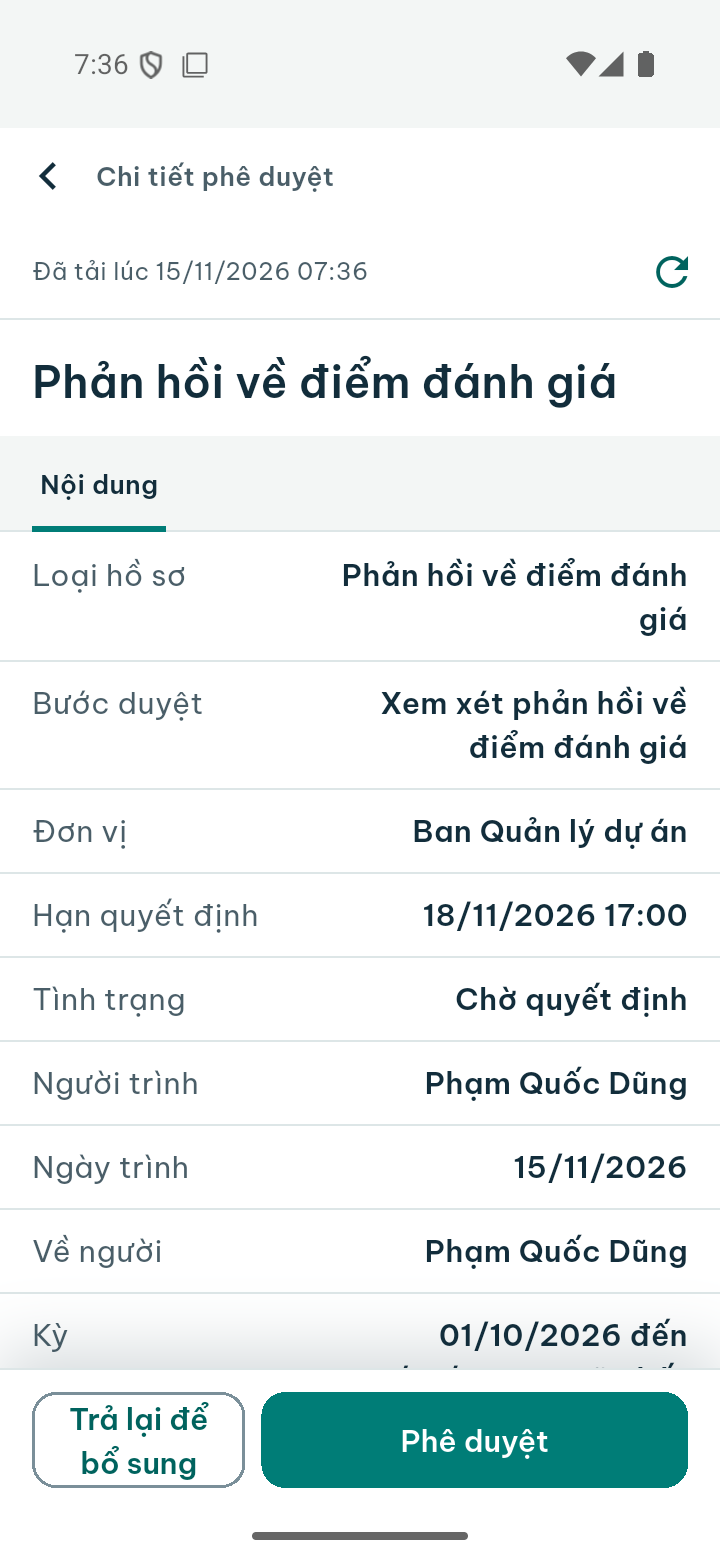 7:36
Chi tiết phê duyệt
Đã tải lúc 15/11/2026 07:36
Phản hồi về điểm đánh giá
Nội dung
Loại hồ sơ
Phản hồi về điểm đánh
giá
Bước duyệt
Xem xét phản hồi về
điểm đánh giá
Đơn vị
Ban Quản lý dự án
Hạn quyết định
18/11/2026 17:00
Tình trạng
Chờ quyết định
Người trình
Phạm Quốc Dũng
Ngày trình
15/11/2026
Về người
Phạm Quốc Dũng
Kỳ
01/10/2026 đến
Trả lại để
bổ sung
Phê duyệt